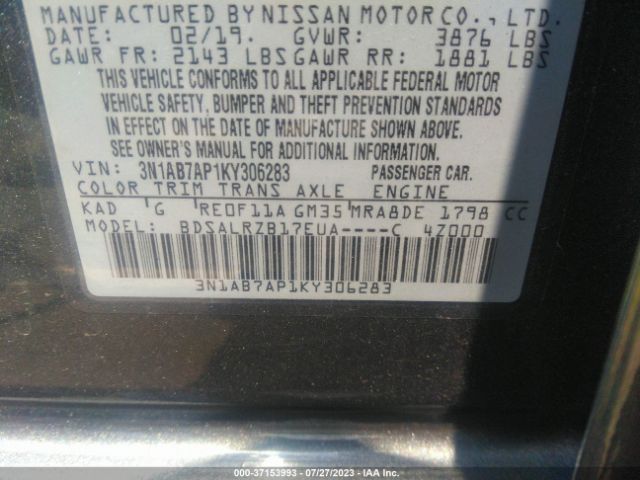 MANUFACTURED BY NISSAN MOTOR CO., LTD.
DATE: 02/19. GVWR: 3876 LBS
GAWR FR: 2143 LBS GAWR RR: 1881 LBS
THIS VEHICLE CONFORMS TO ALL APPLICABLE FEDERAL MOTOR
VEHICLE SAFETY, BUMPER AND THEFT PREVENTION STANDARDS
IN EFFECT ON THE DATE OF MANUFACTURE SHOWN ABOVE.
SEE OWNER'S MANUAL FOR ADDITIONAL INFORMATION.
VIN: 3N1AB7AP1KY306283 PASSENGER CAR.
COLOR TRIM TRANS AXLE ENGINE
KAD G RE0F11A GM35 MRA8DE 1798 CC
MODEL: BDSALRZB17EUA----C 4Z000
3N1AB7AP1KY306283
000-37153993 - 07/27/2023 - IAA Inc.